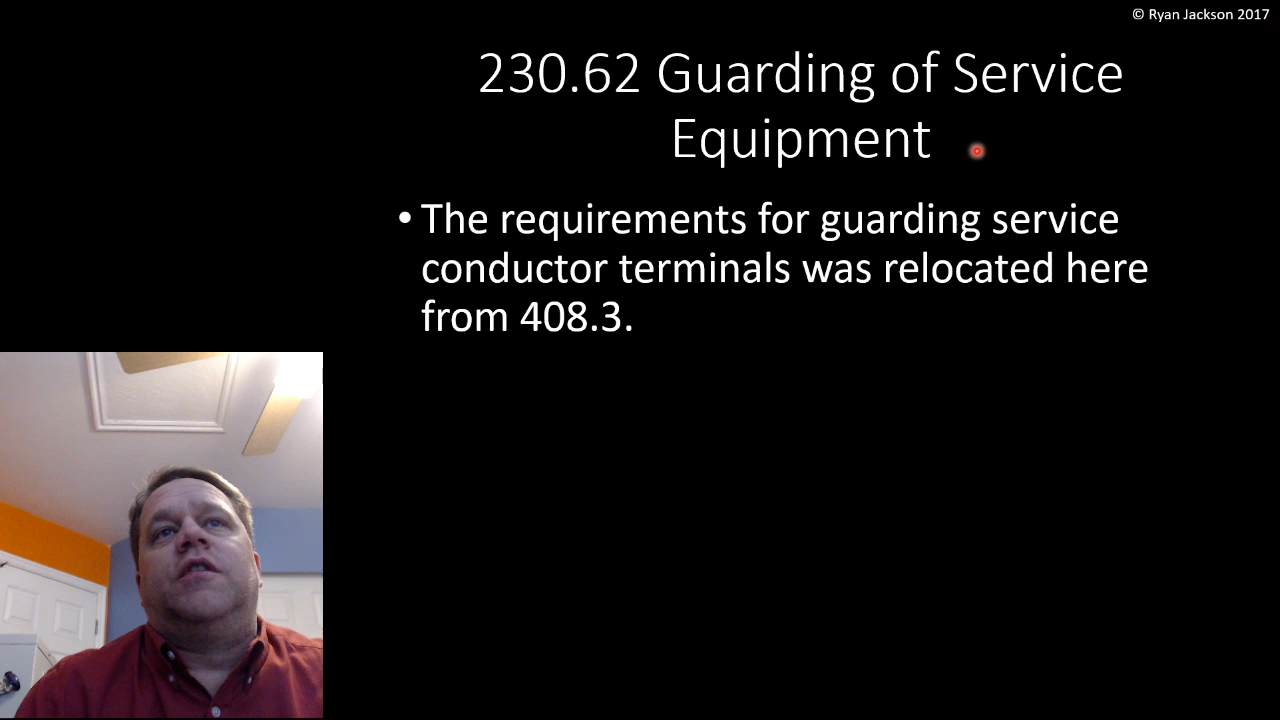 © Ryan Jackson 2017
230.62 Guarding of Service
Equipment
• The requirements for guarding service
conductor terminals was relocated here
from 408.3.